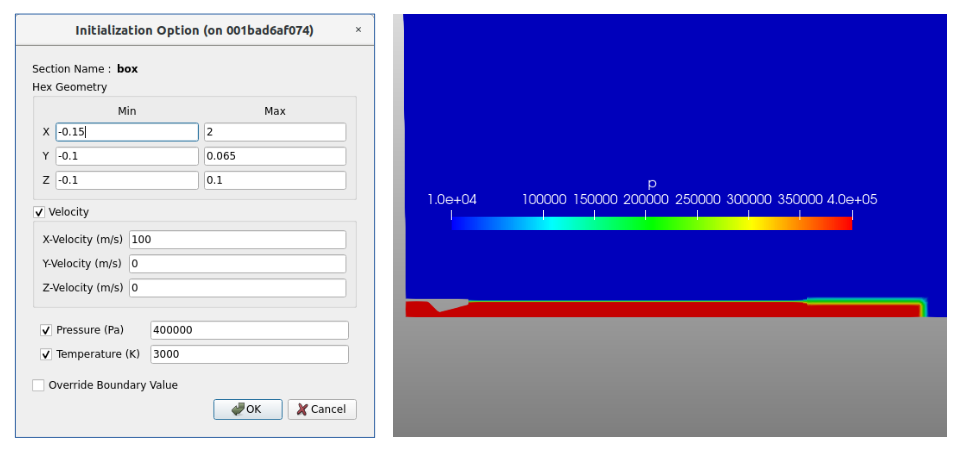 Initialization Option (on 001bad6af074) ×
Section Name : box
Hex Geometry
Min Max
X -0.15 2
Y -0.1 0.065
Z -0.1 0.1
Velocity
X-Velocity (m/s) 100
Y-Velocity (m/s) 0
Z-Velocity (m/s) 0
Pressure (Pa) 400000
Temperature (K) 3000
Override Boundary Value
OK Cancel
p
1.0e+04 100000 150000 200000 250000 300000 350000 4.0e+05